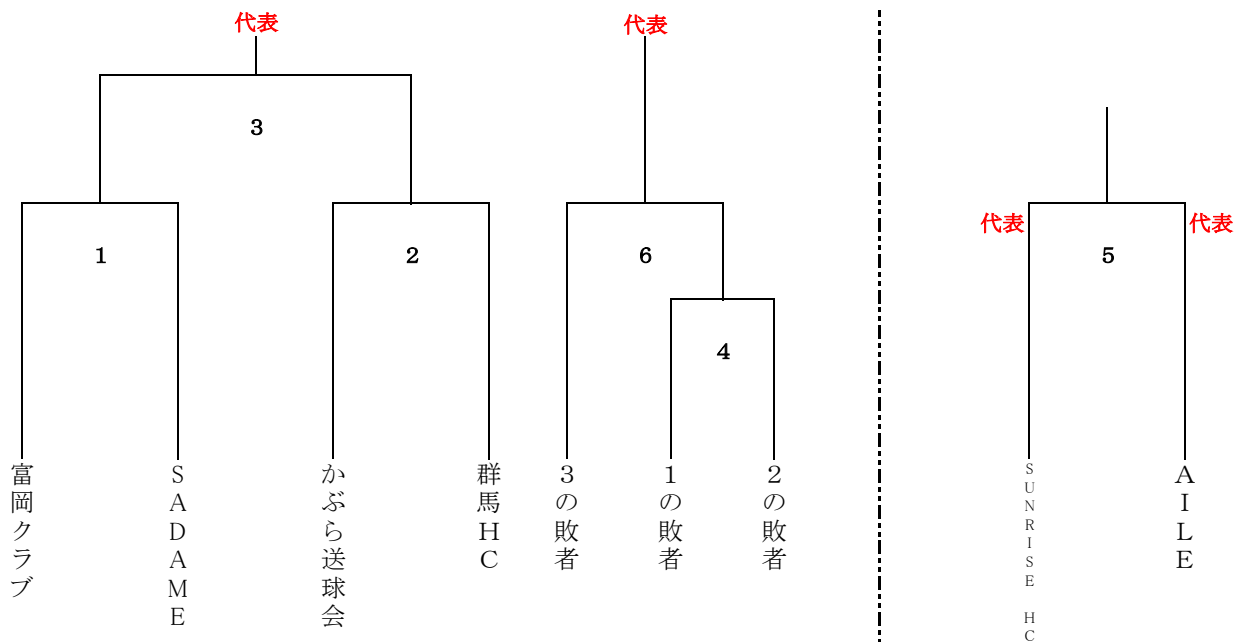 代表
代表
3
代表
代表
1
2
6
5
4
富岡クラブ
ＳＡＤＡＭＥ
かぶら送球会
群馬ＨＣ
３の敗者
１の敗者
２の敗者
ＳＵＮＲＩＳＥ　ＨＣ
ＡＩＬＥ